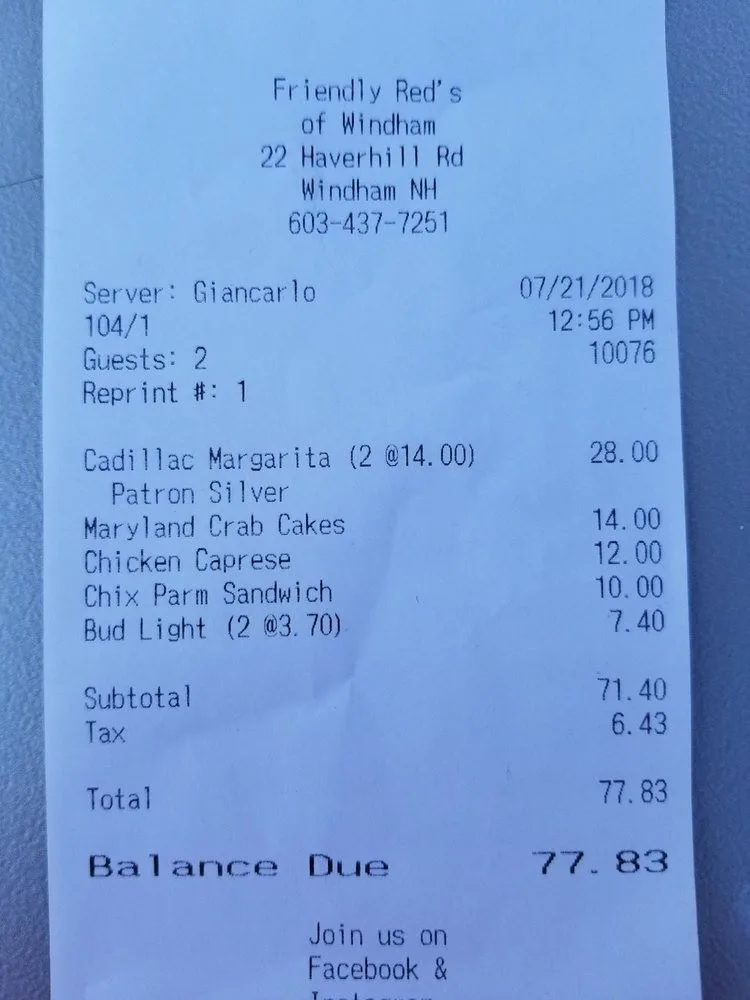 Friendly Red's
of Windham
22 Haverhill Rd
Windham NH
603-437-7251
Server: Giancarlo 07/21/2018
104/1 12:56 PM
Guests: 2 10076
Reprint #: 1
Cadillac Margarita (2 @14.00) 28.00
Patron Silver
Maryland Crab Cakes 14.00
Chicken Caprese 12.00
Chix Parm Sandwich 10.00
Bud Light (2 @3.70) 7.40
Subtotal 71.40
Tax 6.43
Total 77.83
Balance Due 77.83
Join us on
Facebook &